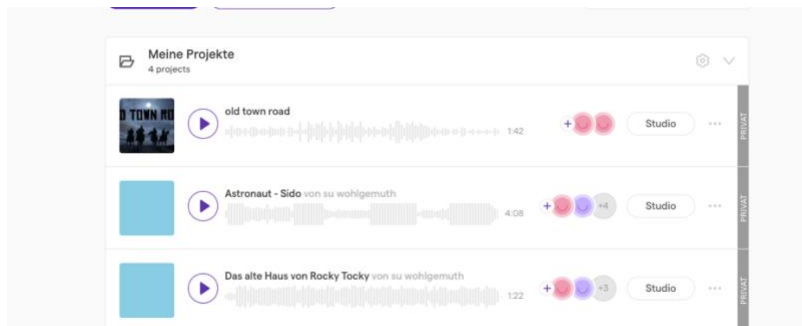 Meine Projekte
4 projects
D TOWN RO
old town road
1:42
+
Studio
PRIVAT
Astronaut - Sido von su wohlgemuth
4:08
+
+4
Studio
PRIVAT
Das alte Haus von Rocky Tocky von su wohlgemuth
1:22
+
+3
Studio
PRIVAT